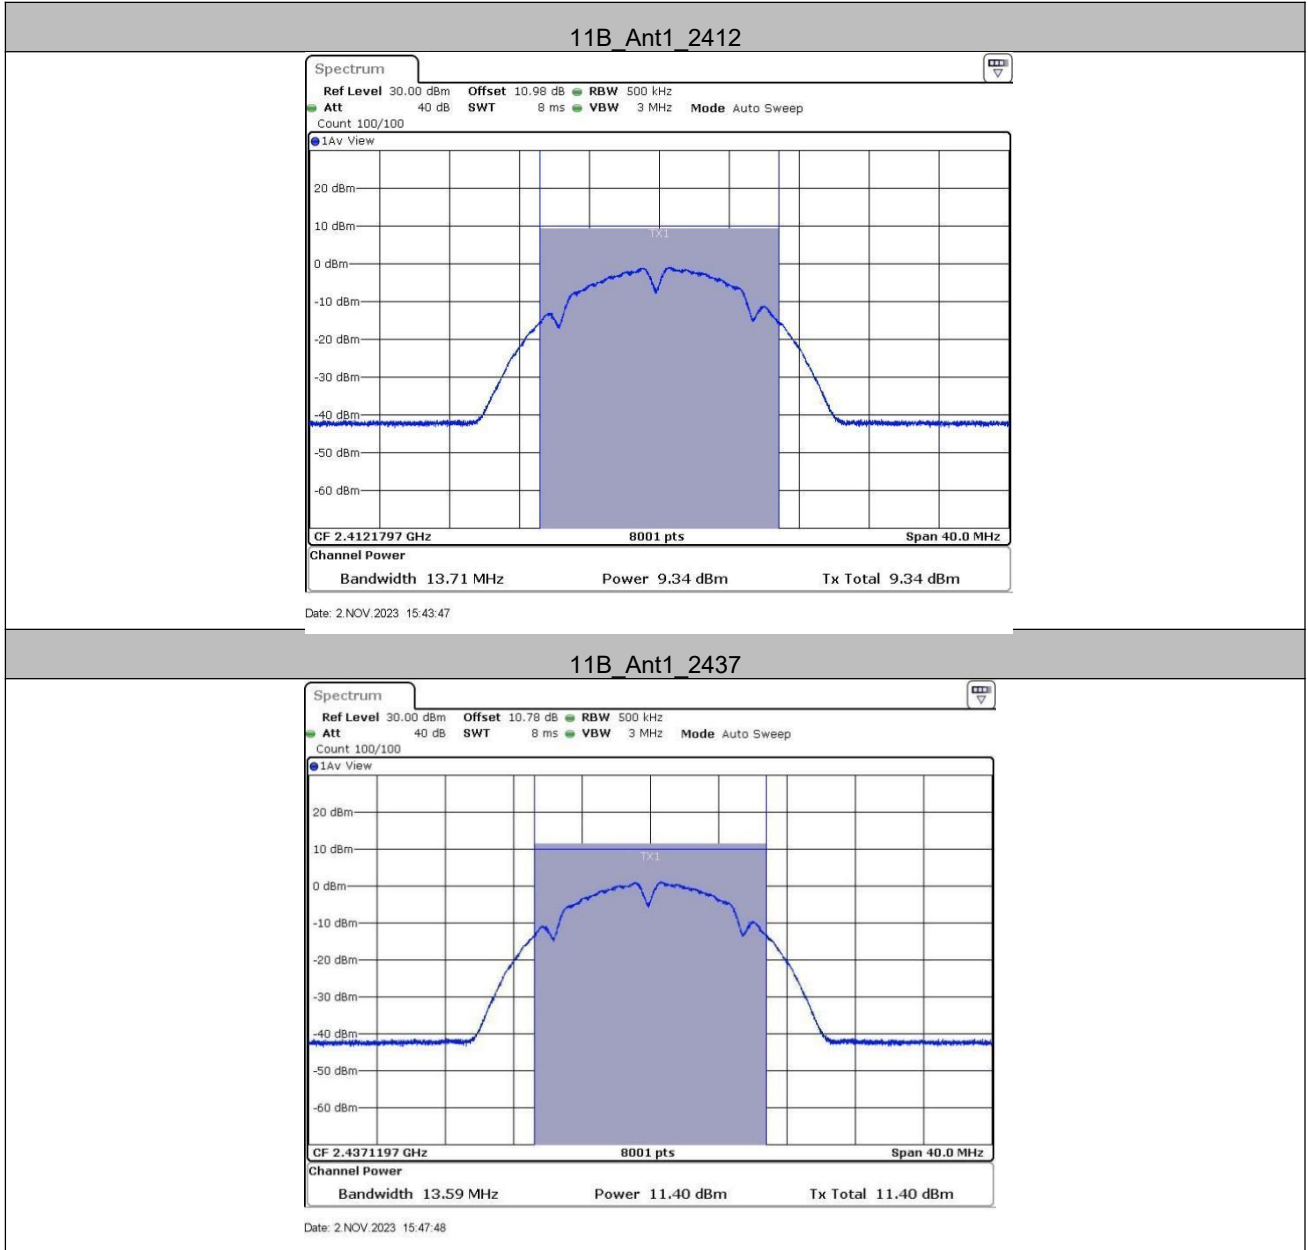 11B_Ant1_2412
Spectrum
Ref Level 30.00 dBm Offset 10.98 dB RBW 500 kHz
Att 40 dB SWT 8 ms VBW 3 MHz Mode Auto Sweep
Count 100/100
1Av View
20 dBm
10 dBm
TX1
0 dBm
-10 dBm
-20 dBm
-30 dBm
-40 dBm
-50 dBm
-60 dBm
CF 2.4121797 GHz 8001 pts Span 40.0 MHz
Channel Power
Bandwidth 13.71 MHz Power 9.34 dBm Tx Total 9.34 dBm
Date: 2.NOV.2023 15:43:47
11B_Ant1_2437
Spectrum
Ref Level 30.00 dBm Offset 10.78 dB RBW 500 kHz
Att 40 dB SWT 8 ms VBW 3 MHz Mode Auto Sweep
Count 100/100
1Av View
20 dBm
10 dBm
TX1
0 dBm
-10 dBm
-20 dBm
-30 dBm
-40 dBm
-50 dBm
-60 dBm
CF 2.4371197 GHz 8001 pts Span 40.0 MHz
Channel Power
Bandwidth 13.59 MHz Power 11.40 dBm Tx Total 11.40 dBm
Date: 2.NOV.2023 15:47:48